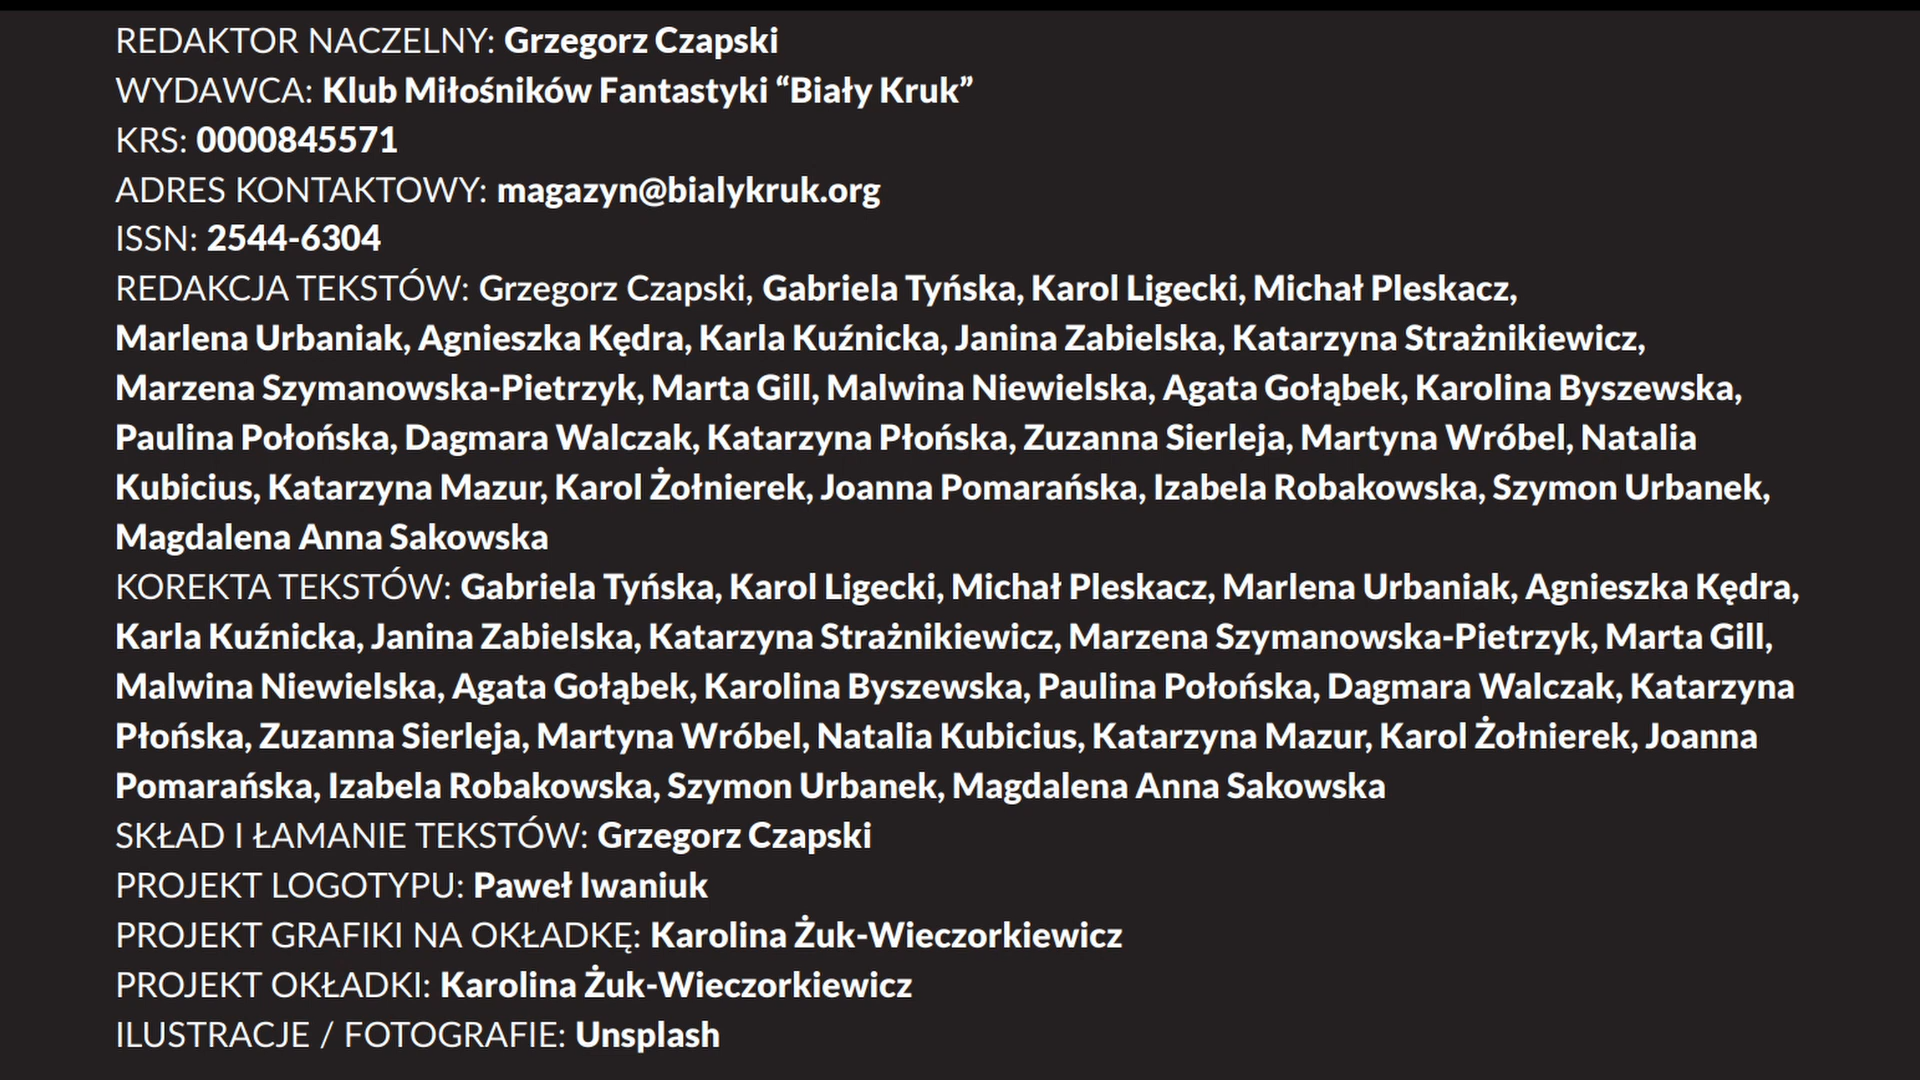 REDAKTOR NACZELNY: Grzegorz Czapski
WYDAWCA: Klub Miłośników Fantastyki “Biały Kruk”
KRS: 0000845571
ADRES KONTAKTOWY: magazyn@bialykruk.org
ISSN: 2544-6304
REDAKCJA TEKSTÓW: Grzegorz Czapski, Gabriela Tyńska, Karol Ligecki, Michał Pleskacz,
Marlena Urbaniak, Agnieszka Kędra, Karla Kuźnicka, Janina Zabielska, Katarzyna Strażnikiewicz,
Marzena Szymanowska-Pietrzyk, Marta Gill, Malwina Niewielska, Agata Gołąbek, Karolina Byszewska,
Paulina Połońska, Dagmara Walczak, Katarzyna Płońska, Zuzanna Sierleja, Martyna Wróbel, Natalia
Kubicius, Katarzyna Mazur, Karol Żołnierek, Joanna Pomarańska, Izabela Robakowska, Szymon Urbanek,
Magdalena Anna Sakowska
KOREKTA TEKSTÓW: Gabriela Tyńska, Karol Ligecki, Michał Pleskacz, Marlena Urbaniak, Agnieszka Kędra,
Karla Kuźnicka, Janina Zabielska, Katarzyna Strażnikiewicz, Marzena Szymanowska-Pietrzyk, Marta Gill,
Malwina Niewielska, Agata Gołąbek, Karolina Byszewska, Paulina Połońska, Dagmara Walczak, Katarzyna
Płońska, Zuzanna Sierleja, Martyna Wróbel, Natalia Kubicius, Katarzyna Mazur, Karol Żołnierek, Joanna
Pomarańska, Izabela Robakowska, Szymon Urbanek, Magdalena Anna Sakowska
SKŁAD I ŁAMANIE TEKSTÓW: Grzegorz Czapski
PROJEKT LOGOTYPU: Paweł Iwaniuk
PROJEKT GRAFIKI NA OKŁADKĘ: Karolina Żuk-Wieczorkiewicz
PROJEKT OKŁADKI: Karolina Żuk-Wieczorkiewicz
ILUSTRACJE / FOTOGRAFIE: Unsplash